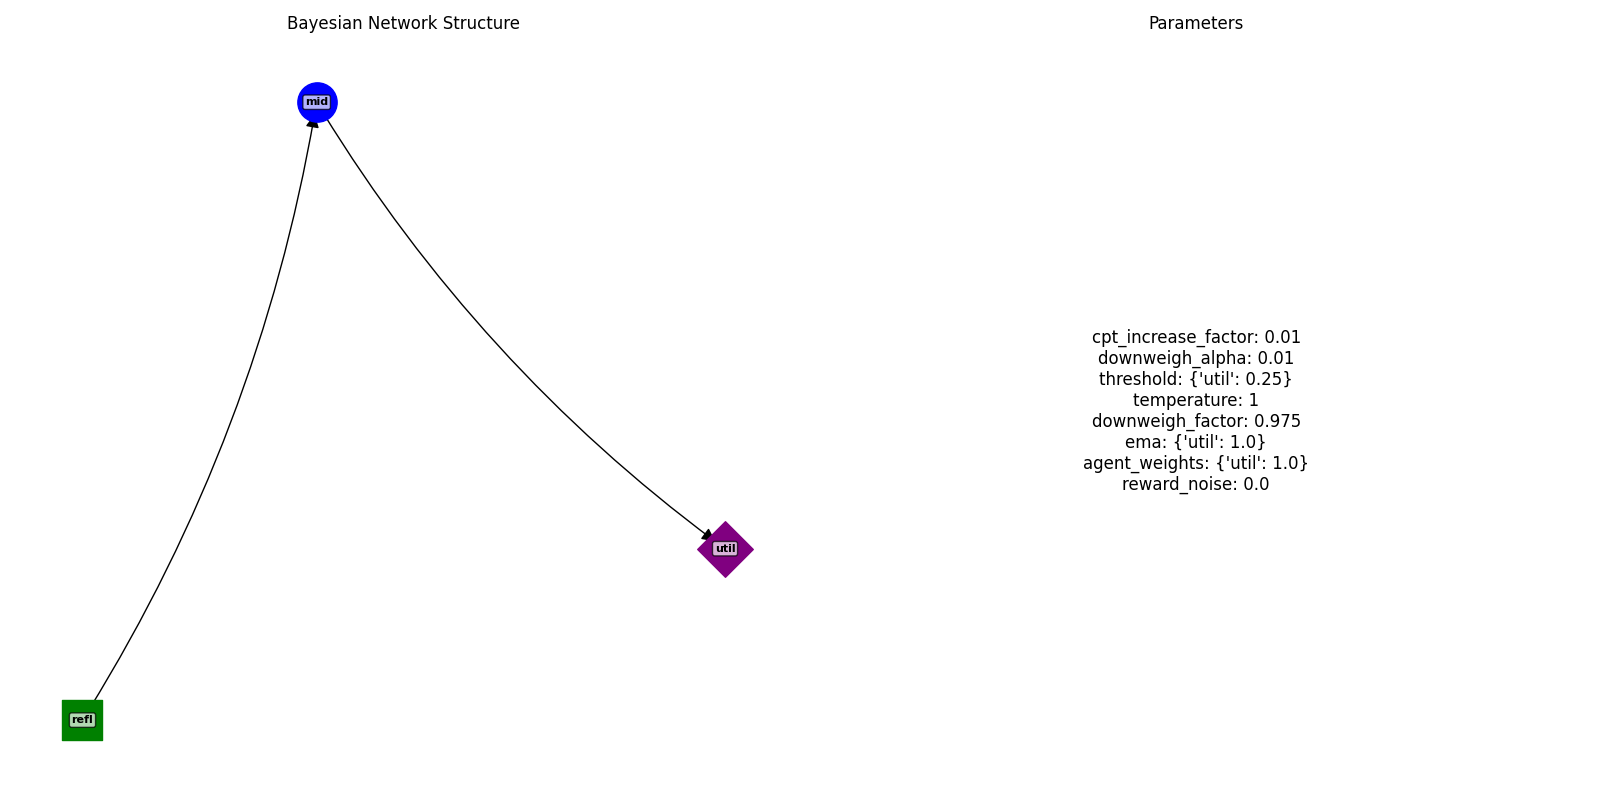 Bayesian Network Structure
Parameters
mid
util
refl
cpt_increase_factor: 0.01
downweigh_alpha: 0.01
threshold: {'util': 0.25}
temperature: 1
downweigh_factor: 0.975
ema: {'util': 1.0}
agent_weights: {'util': 1.0}
reward_noise: 0.0